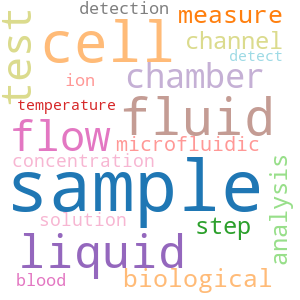 detection
measure
test
cell
channel
detect
chamber
ion
temperature
fluid
flow
microfluidic
concentration
sample
analysis
solution
step
liquid
blood
biological